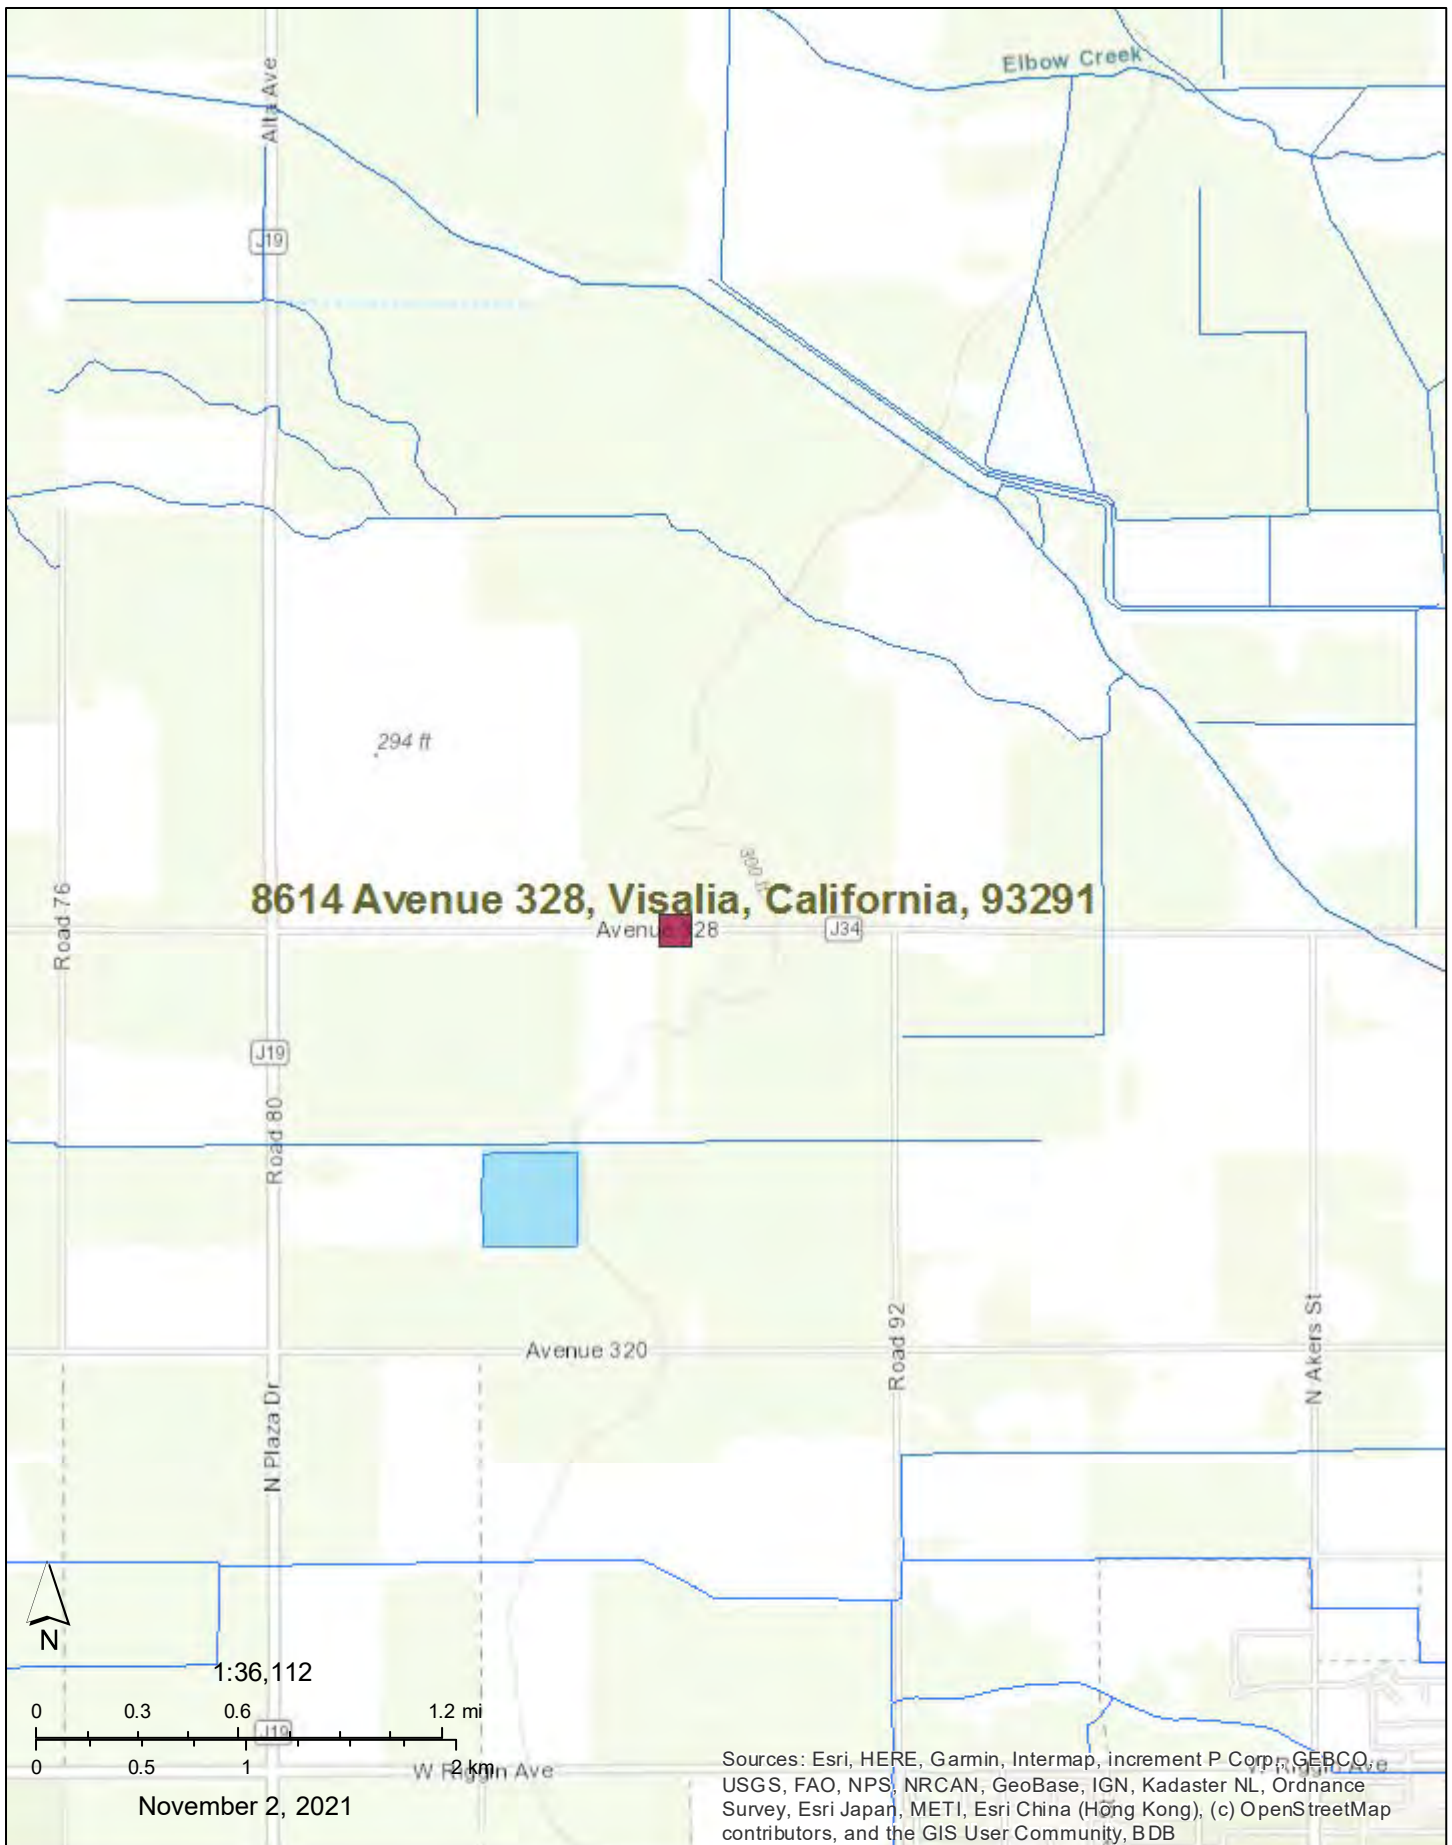 Elbow Creek
Alta Ave
J19
294 ft
300 ft
8614 Avenue 328, Visalia, California, 93291
Road 76
Avenue 328
J34
J19
Road 80
Road 92
N Akers St
Avenue 320
N Plaza Dr
N
1:36,112
0 0.3 0.6 1.2 mi
J19
0 0.5 1 2 km
W Riggin Ave
W Riggin Ave
November 2, 2021
Sources: Esri, HERE, Garmin, Intermap, increment P Corp., GEBCO,
USGS, FAO, NPS, NRCAN, GeoBase, IGN, Kadaster NL, Ordnance
Survey, Esri Japan, METI, Esri China (Hong Kong), (c) OpenStreetMap
contributors, and the GIS User Community, BDB